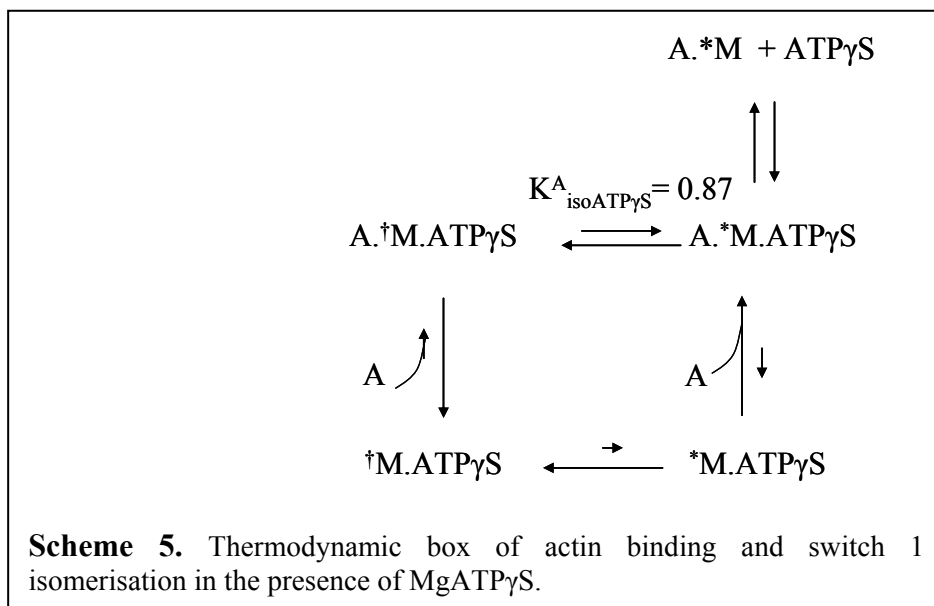 A.*M + ATPγS
K^A_isoATPγS = 0.87
A.†M.ATPγS A.*M.ATPγS
A A
†M.ATPγS *M.ATPγS
Scheme 5. Thermodynamic box of actin binding and switch 1
isomerisation in the presence of MgATPγS.